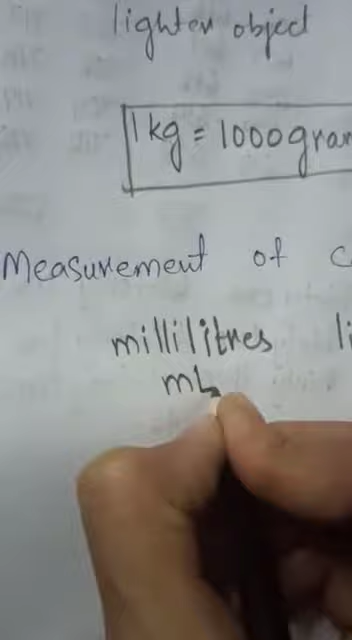 lighter object
1kg = 1000gram
Measurement of
millilitres
mL